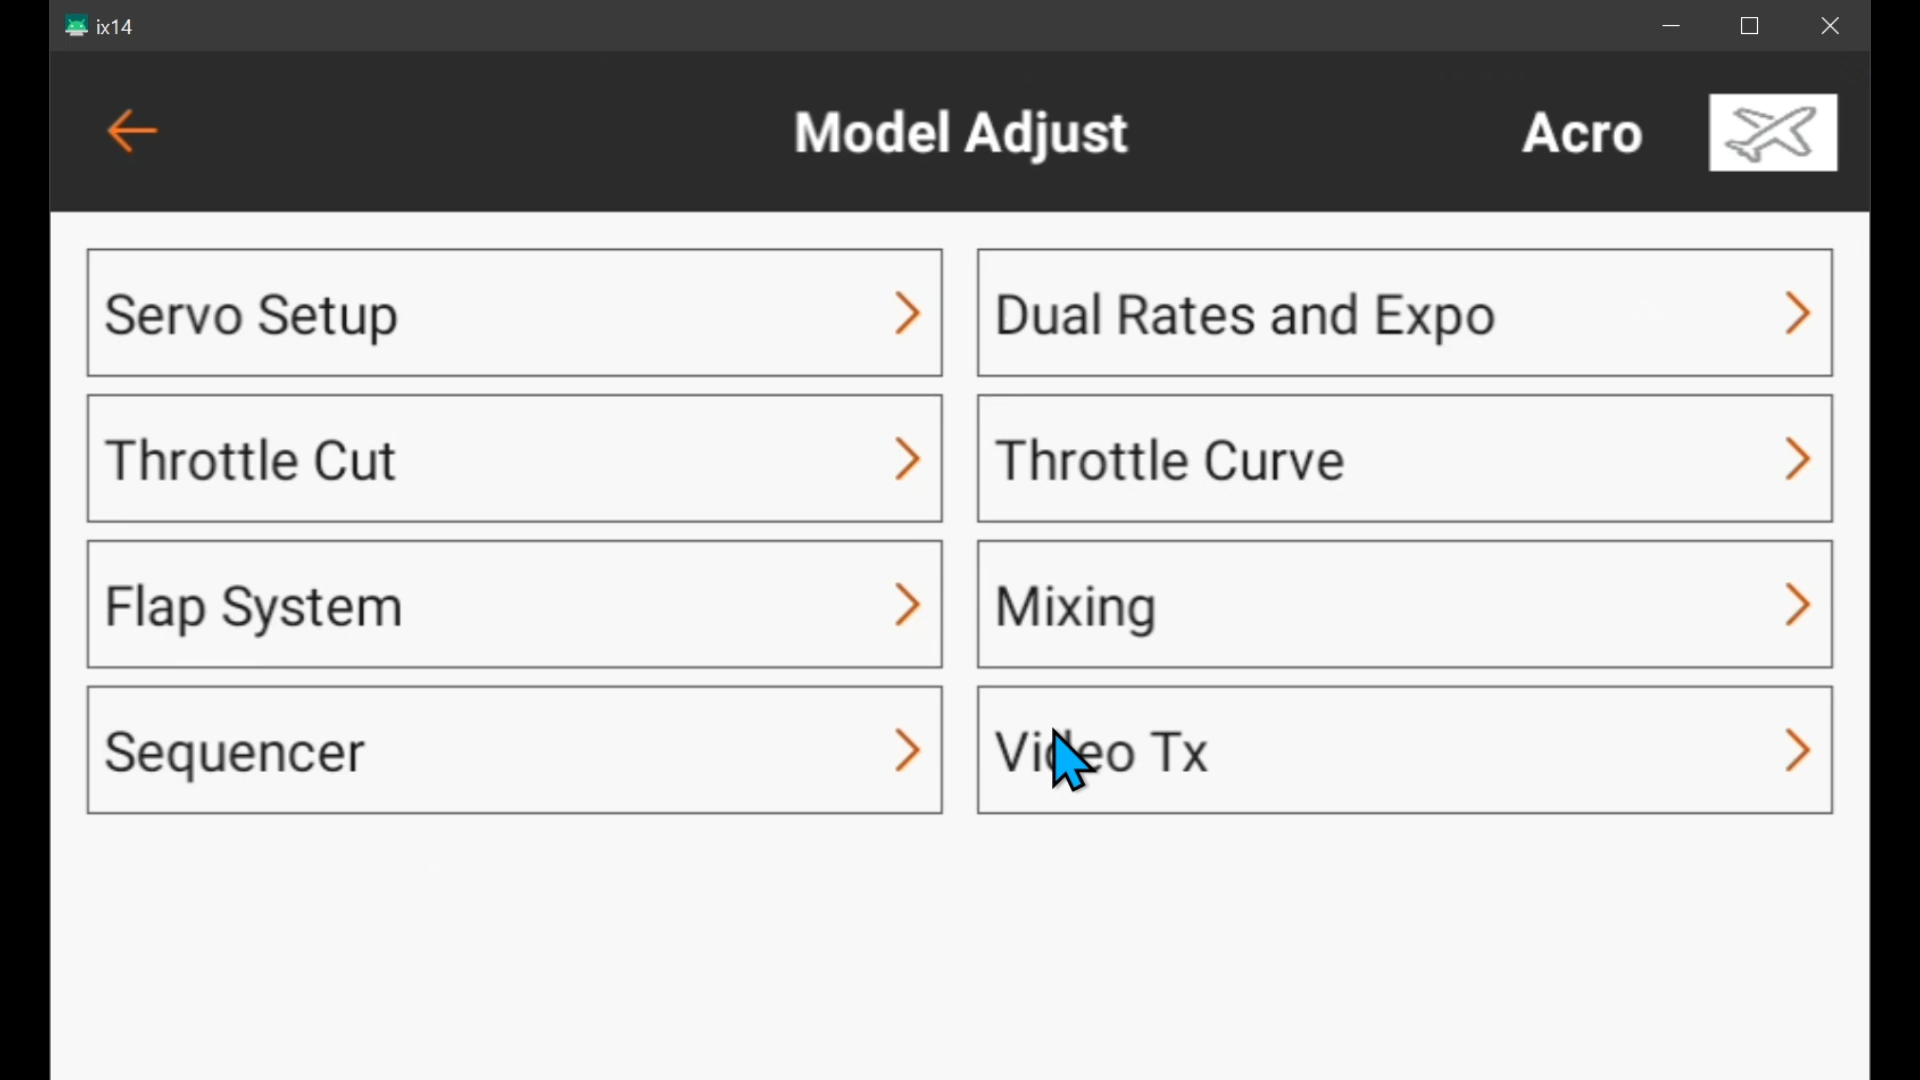 ix14
Model Adjust
Acro
Servo Setup
Dual Rates and Expo
Throttle Cut
Throttle Curve
Flap System
Mixing
Sequencer
Video Tx